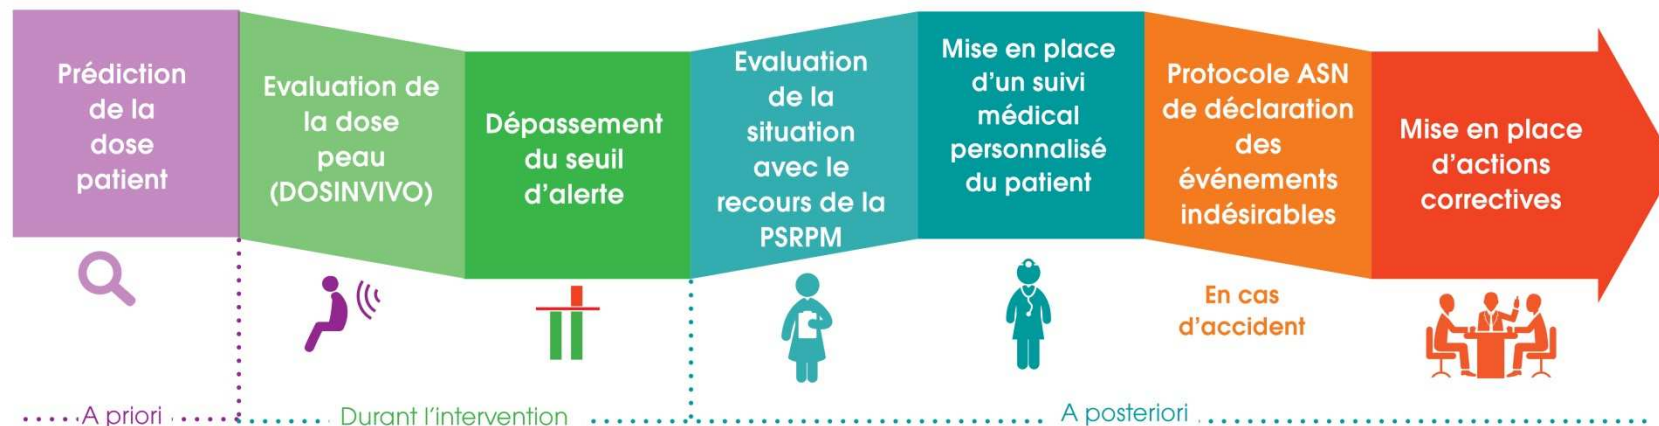 Prédiction
de la
dose
patient
Evaluation de
la dose
peau
(DOSINVIVO)
Dépassement
du seuil
d'alerte
Evaluation
de la
situation
avec le
recours de la
PSRPM
Mise en place
d'un suivi
médical
personnalisé
du patient
Protocole ASN
de déclaration
des
événements
indésirables
Mise en place
d'actions
correctives
En cas
d'accident
A priori
Durant l'intervention
A posteriori